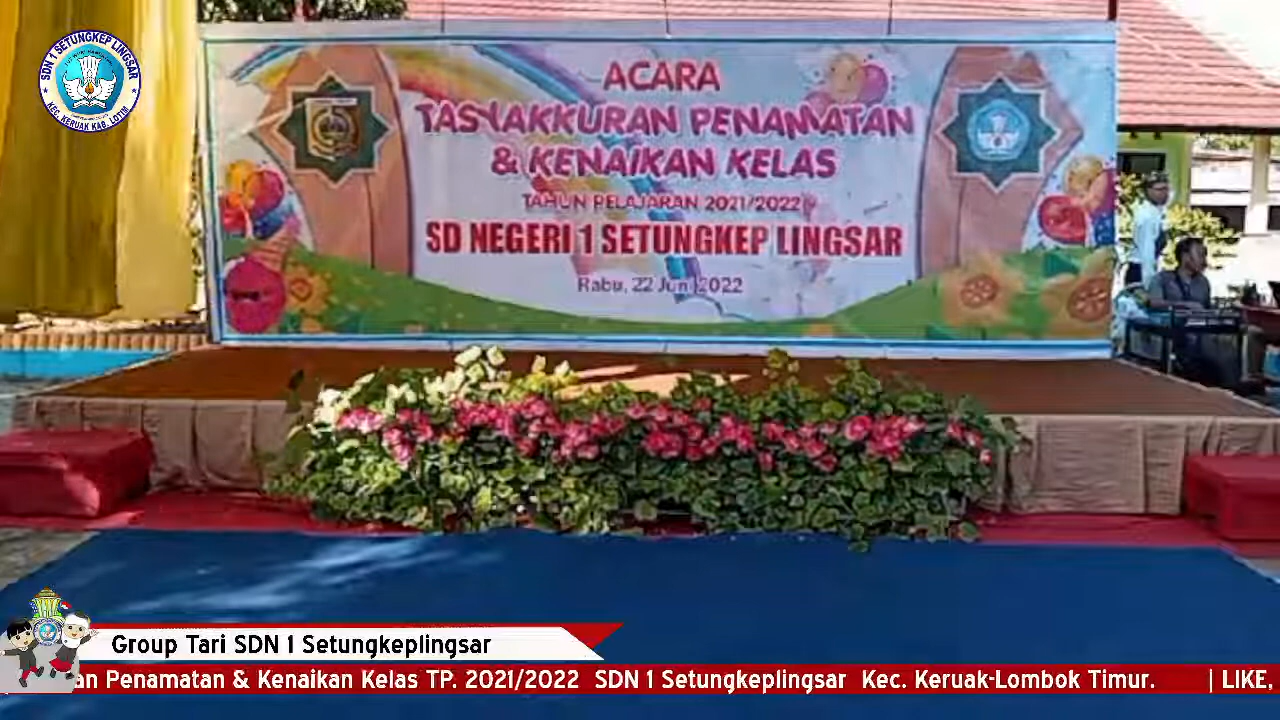 SDN 1 SETUNGKEP LINGSAR
KEC. KERUAK KAB. LOTIM
ACARA
TASYAKKURAN PENAMATAN
& KENAIKAN KELAS
TAHUN PELAJARAN 2021/2022
SD NEGERI 1 SETUNGKEP LINGSAR
Rabu, 22 Juni 2022
Group Tari SDN 1 Setungkeplingsar
an Penamatan & Kenaikan Kelas TP. 2021/2022 SDN 1 Setungkeplingsar Kec. Keruak-Lombok Timur. | LIKE,